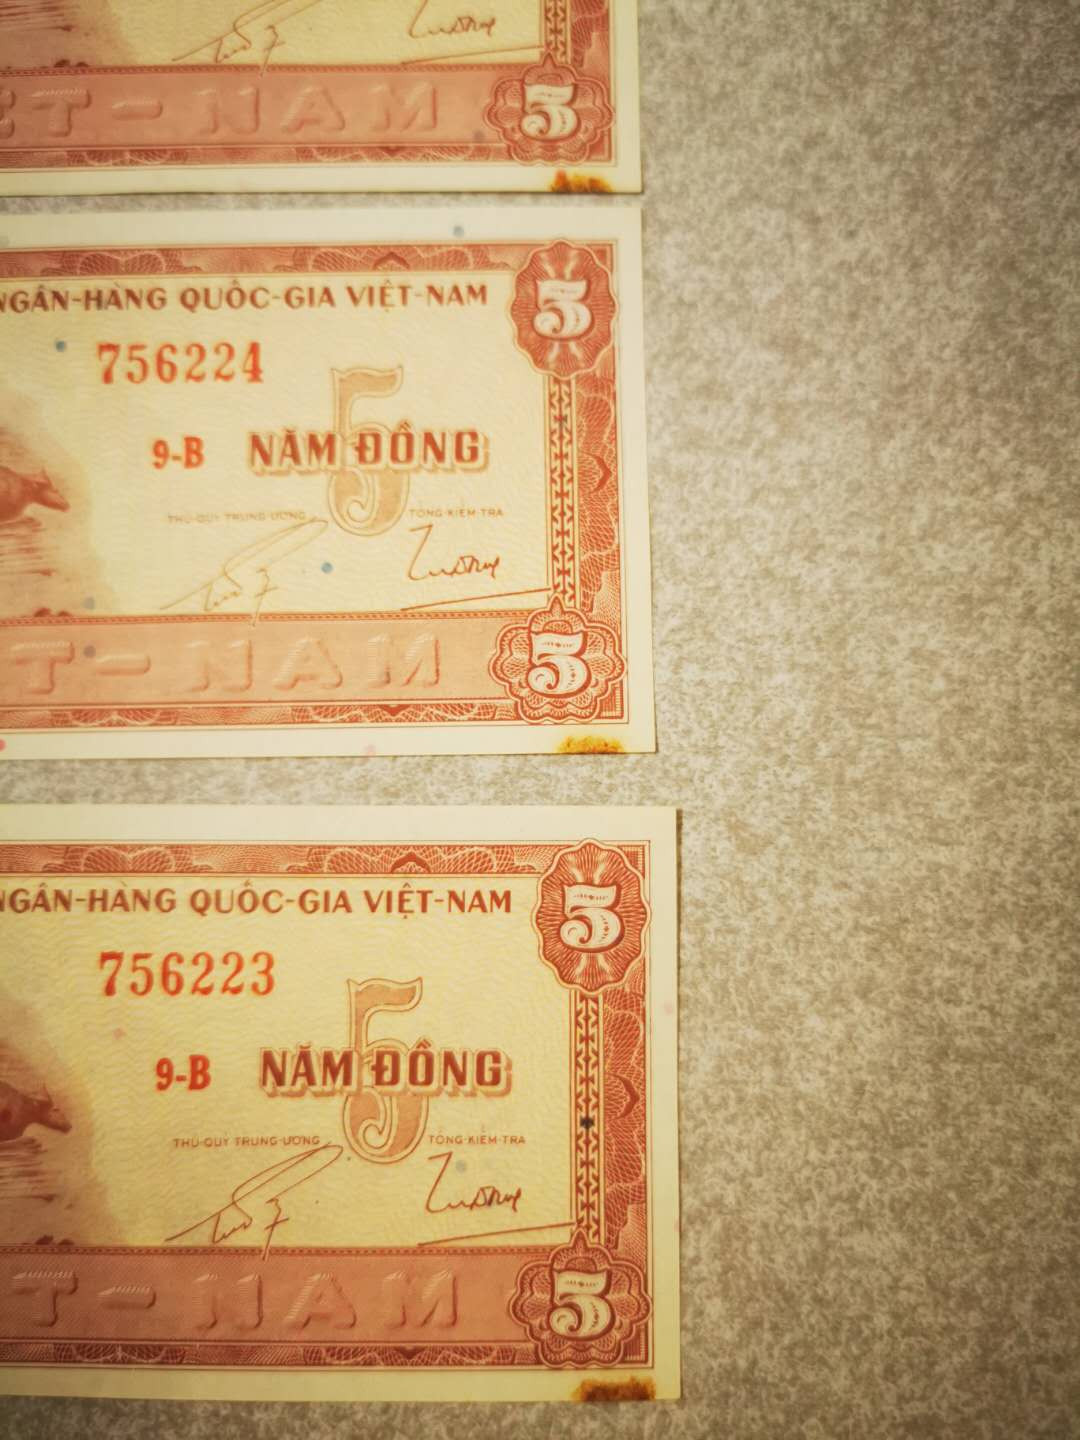 T-NAM
5
NGÂN-HÀNG QUỐC-GIA VIỆT-NAM
5
756224
5
9-B NĂM ĐỒNG
THỦ-QUỸ TRUNG-ƯƠNG TỔNG-KIỂM-TRA
T-NAM
5
NGÂN-HÀNG QUỐC-GIA VIỆT-NAM
5
756223
5
9-B NĂM ĐỒNG
THỦ-QUỸ TRUNG-ƯƠNG TỔNG-KIỂM-TRA
T-NAM
5